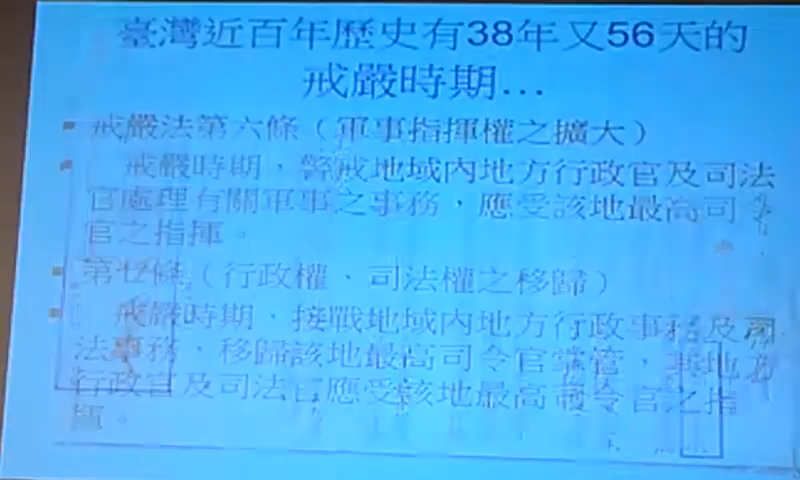 臺灣近百年歷史有38年又56天的
戒嚴時期…
戒嚴法第六條（軍事指揮權之擴大）
戒嚴時期，警戒地域內地方行政官及司法
官處理有關軍事之事務，應受該地最高司令
官之指揮。
第七條（行政權、司法權之移歸）
戒嚴時期，接戰地域內地方行政事務及司
法事務，移歸該地最高司令官掌管，其地方
行政官及司法官應受該地最高司令官之指
揮。